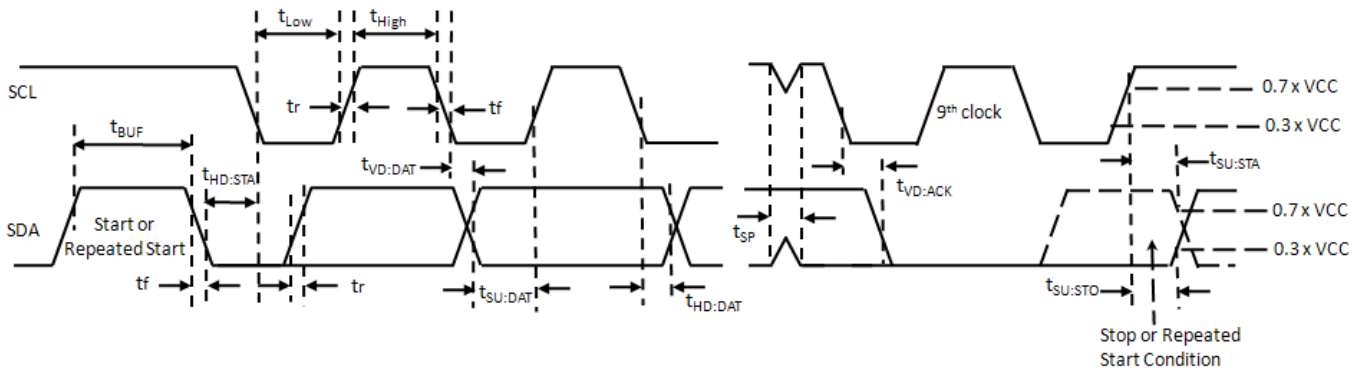 tLow
tHigh
SCL
tr
tf
9th clock
0.7 x VCC
0.3 x VCC
tBUF
tHD:STA
tVD:DAT
tVD:ACK
tSU:STA
SDA
Start or
Repeated Start
tSP
0.7 x VCC
0.3 x VCC
tf
tr
tSU:DAT
tHD:DAT
tSU:STO
Stop or Repeated
Start Condition